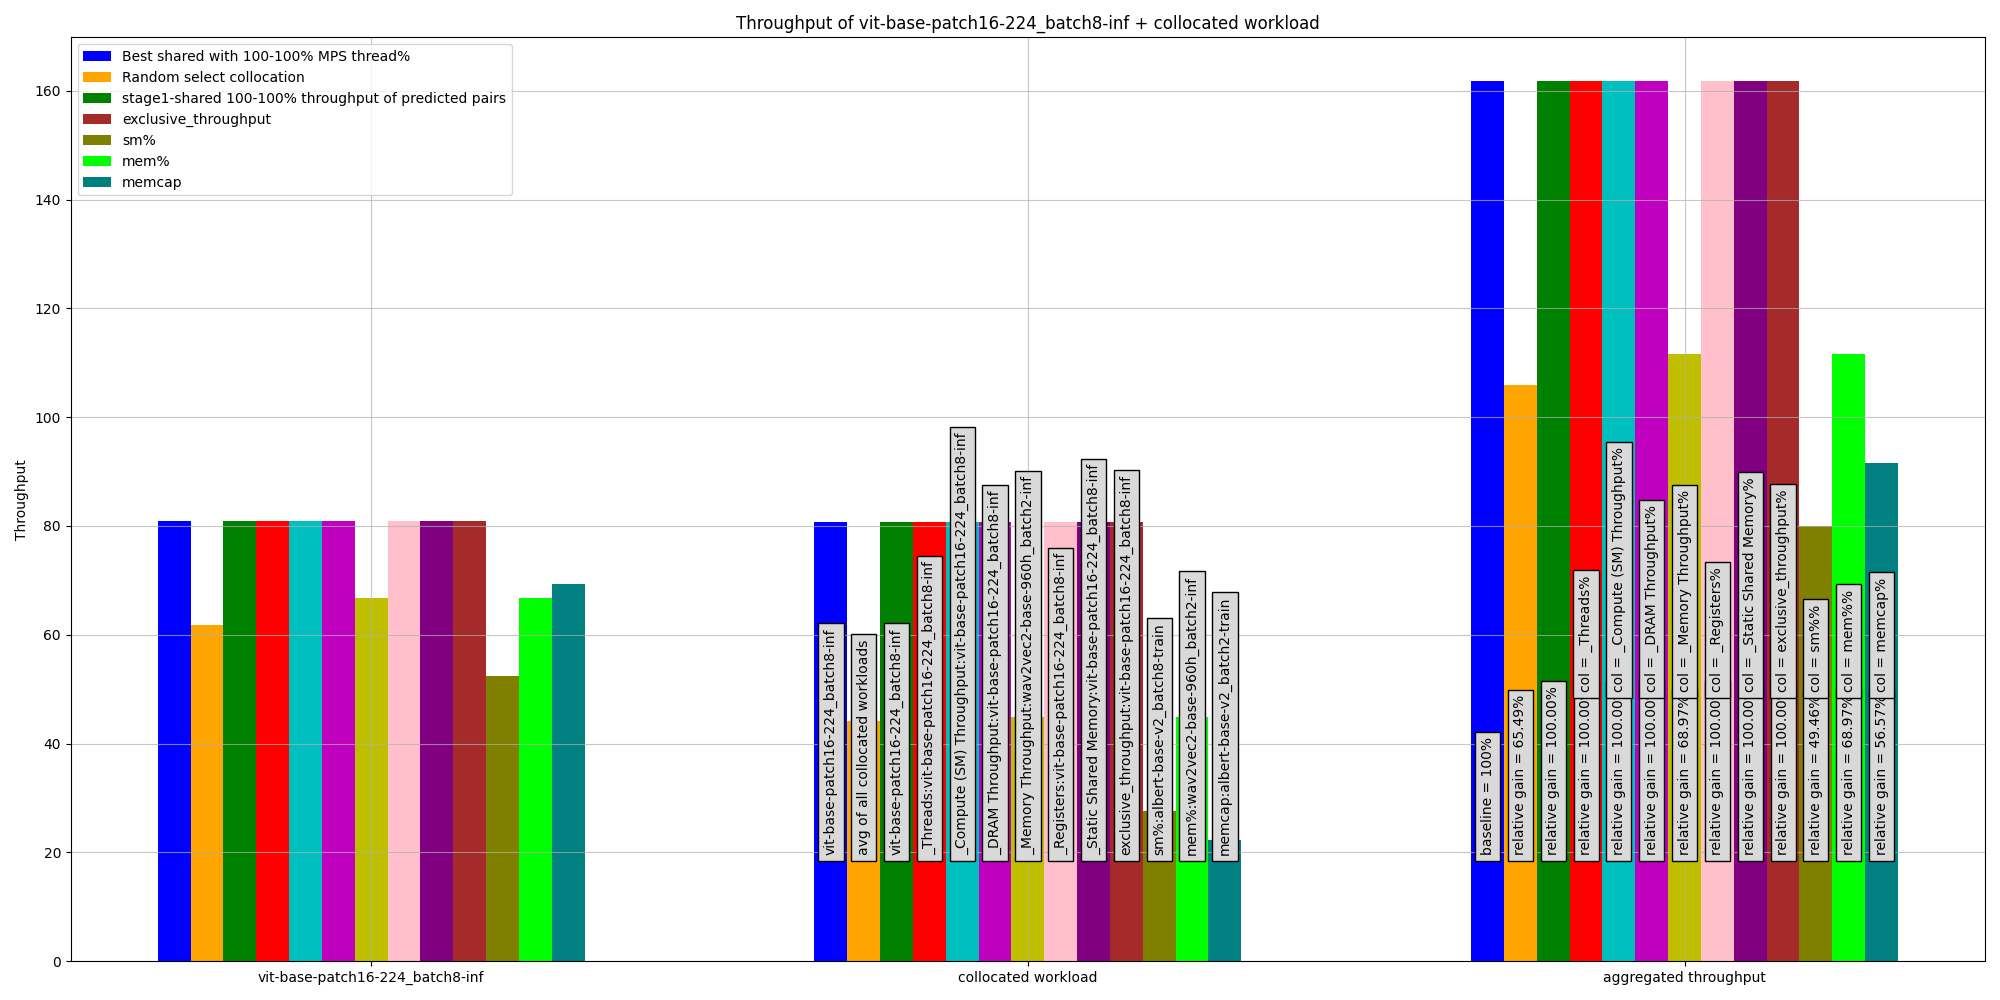 Throughput of vit-base-patch16-224_batch8-inf + collocated workload
Best shared with 100-100% MPS thread%
Random select collocation
stage1-shared 100-100% throughput of predicted pairs
exclusive_throughput
sm%
mem%
memcap
Throughput
160
140
120
100
80
60
40
20
0
vit-base-patch16-224_batch8-inf
avg of all collocated workloads
vit-base-patch16-224_batch8-inf
_Threads:vit-base-patch16-224_batch8-inf
_Compute (SM) Throughput:vit-base-patch16-224_batch8-inf
_DRAM Throughput:vit-base-patch16-224_batch8-inf
_Memory Throughput:wav2vec2-base-960h_batch2-inf
_Registers:vit-base-patch16-224_batch8-inf
_Static Shared Memory:vit-base-patch16-224_batch8-inf
exclusive_throughput:vit-base-patch16-224_batch8-inf
sm%:albert-base-v2_batch8-train
mem%:wav2vec2-base-960h_batch2-inf
memcap:albert-base-v2_batch2-train
baseline = 100%
relative gain = 65.49%
relative gain = 100.00%
relative gain = 100.00 col = _Threads%
relative gain = 100.00 col = _Compute (SM) Throughput%
relative gain = 100.00 col = _DRAM Throughput%
relative gain = 68.97% col = _Memory Throughput%
relative gain = 100.00 col = _Registers%
relative gain = 100.00 col = _Static Shared Memory%
relative gain = 100.00 col = exclusive_throughput%
relative gain = 49.46% col = sm%%
relative gain = 68.97% col = mem%%
relative gain = 56.57% col = memcap%
vit-base-patch16-224_batch8-inf
collocated workload
aggregated throughput